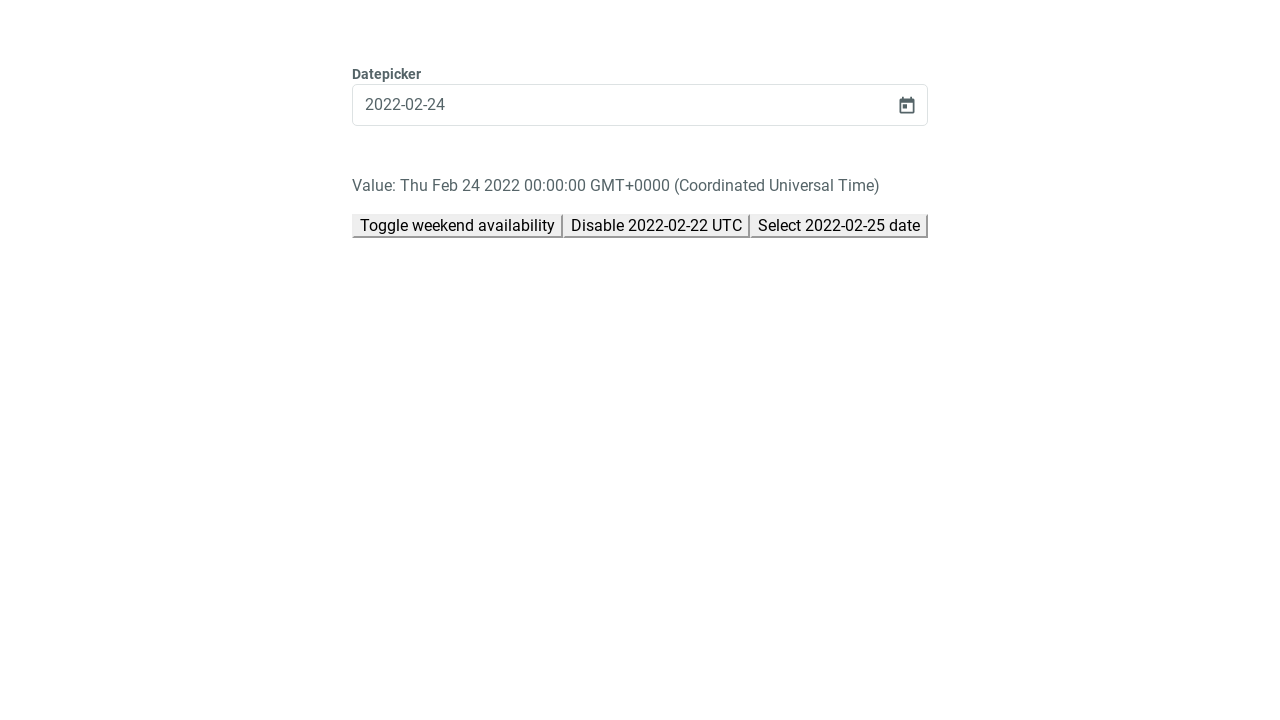 Datepicker
2022-02-24
Value: Thu Feb 24 2022 00:00:00 GMT+0000 (Coordinated Universal Time)
Toggle weekend availability Disable 2022-02-22 UTC Select 2022-02-25 date